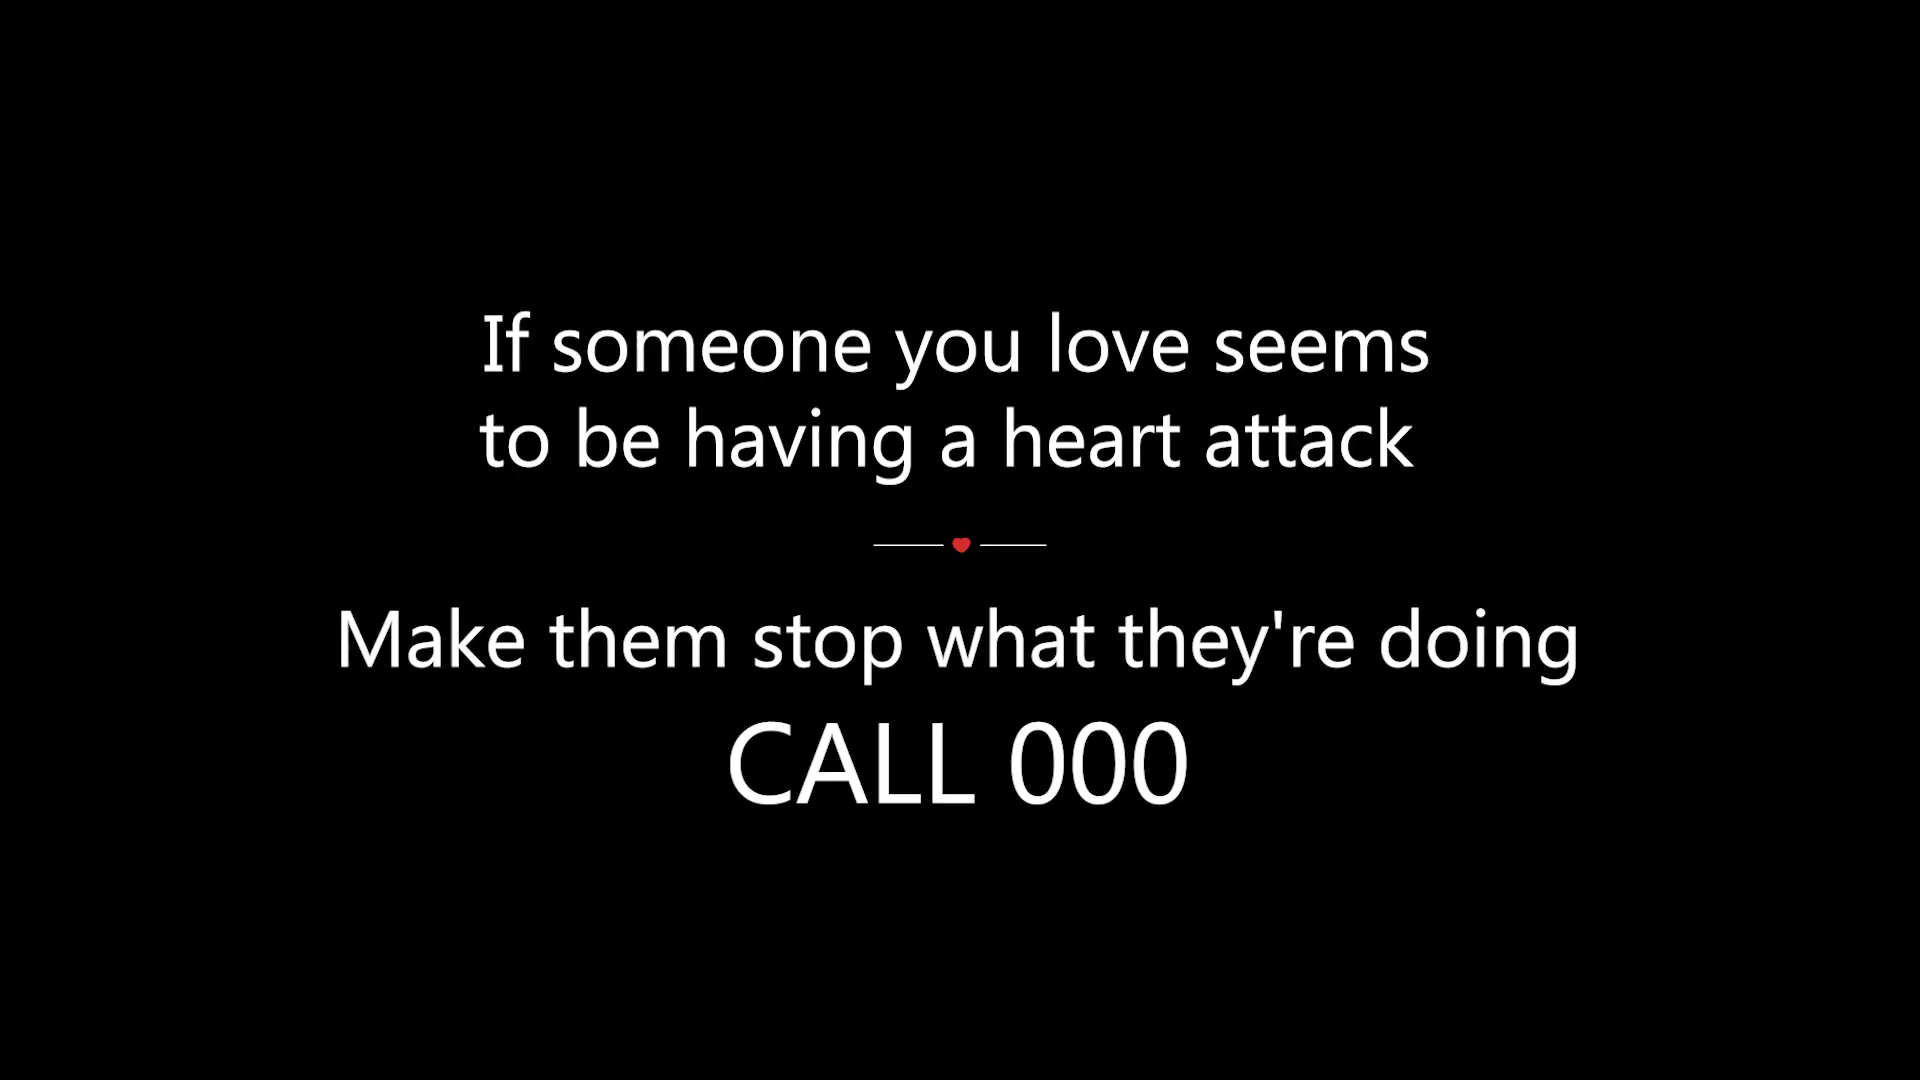 If someone you love seems
to be having a heart attack
Make them stop what they're doing
CALL 000